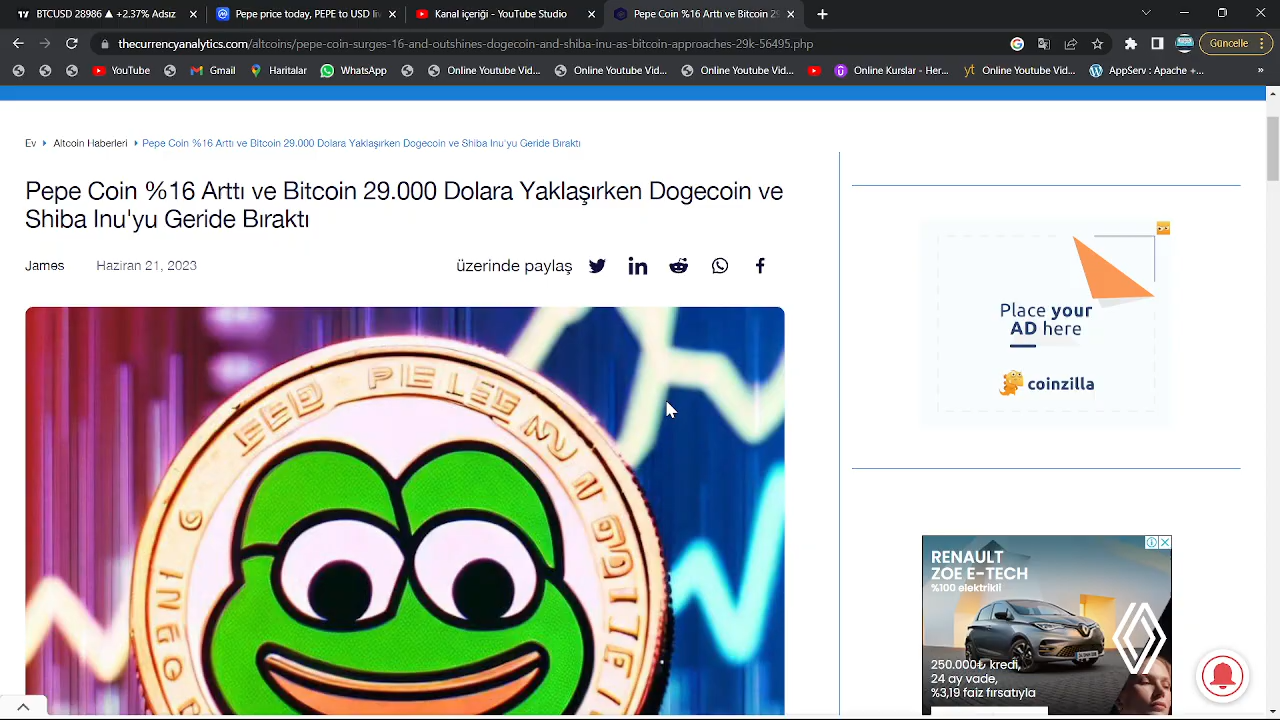 BTCUSD 28986 ▲ +2.37% Adsız
Pepe price today, PEPE to USD liv
Kanal içeriği - YouTube Studio
Pepe Coin %16 Arttı ve Bitcoin 29
thecurrencyanalytics.com/altcoins/pepe-coin-surges-16-and-outshines-dogecoin-and-shiba-inu-as-bitcoin-approaches-29k-56495.php
Güncelle
YouTube
Gmail
Haritalar
WhatsApp
Online Youtube Vid...
Online Youtube Vid...
Online Youtube Vid...
Online Kurslar - Her...
yt Online Youtube Vid...
AppServ : Apache +...
»
Ev
Altcoin Haberleri
Pepe Coin %16 Arttı ve Bitcoin 29.000 Dolara Yaklaşırken Dogecoin ve Shiba Inu'yu Geride Bıraktı
Pepe Coin %16 Arttı ve Bitcoin 29.000 Dolara Yaklaşırken Dogecoin ve
Shiba Inu'yu Geride Bıraktı
James
Haziran 21, 2023
üzerinde paylaş
Place your
AD here
coinzilla
RENAULT
ZOE E-TECH
%100 elektrikli
250.000₺ kredi,
24 ay vade,
%3,19 faiz fırsatıyla